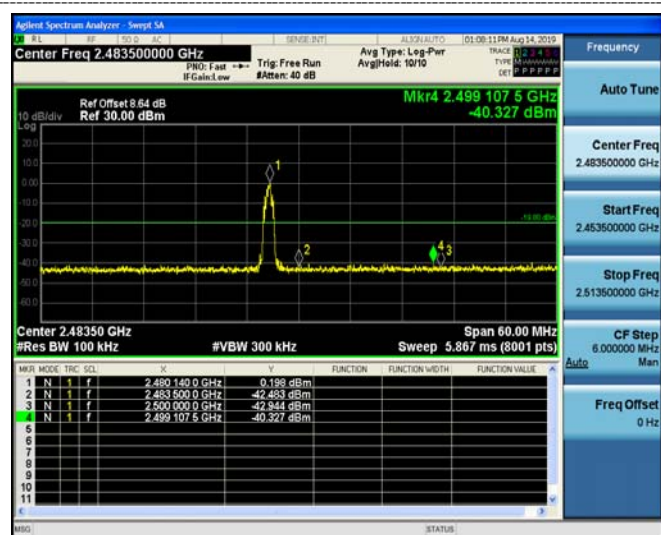 Agilent Spectrum Analyzer - Swept SA
RL RF 50 Ω AC SENSE:INT ALIGN AUTO 01:08:11 PM Aug 14, 2019
Center Freq 2.483500000 GHz
PNO: Fast
IFGain:Low
Trig: Free Run
#Atten: 40 dB
Avg Type: Log-Pwr
Avg|Hold: 10/10
TRACE 1 2 3 4 5 6
TYPE M
DET P P P P P P
Ref Offset 8.64 dB
Ref 30.00 dBm
10 dB/div
Log
Mkr4 2.499 107 5 GHz
-40.327 dBm
20.0
10.0
0.00
-10.0
-20.0
-30.0
-40.0
-50.0
-60.0
1
2
4
3
Center 2.48350 GHz
#Res BW 100 kHz
#VBW 300 kHz
Span 60.00 MHz
Sweep 5.867 ms (8001 pts)
MKR MODE TRC SCL X Y FUNCTION FUNCTION WIDTH FUNCTION VALUE
1 N 1 f 2.480 140 0 GHz 0.198 dBm
2 N 1 f 2.483 500 0 GHz -42.483 dBm
3 N 1 f 2.500 000 0 GHz -42.944 dBm
4 N 1 f 2.499 107 5 GHz -40.327 dBm
5
6
7
8
9
10
11
MSG
STATUS
Frequency
Auto Tune
Center Freq
2.483500000 GHz
Start Freq
2.453500000 GHz
Stop Freq
2.513500000 GHz
CF Step
6.000000 MHz
Auto Man
Freq Offset
0 Hz